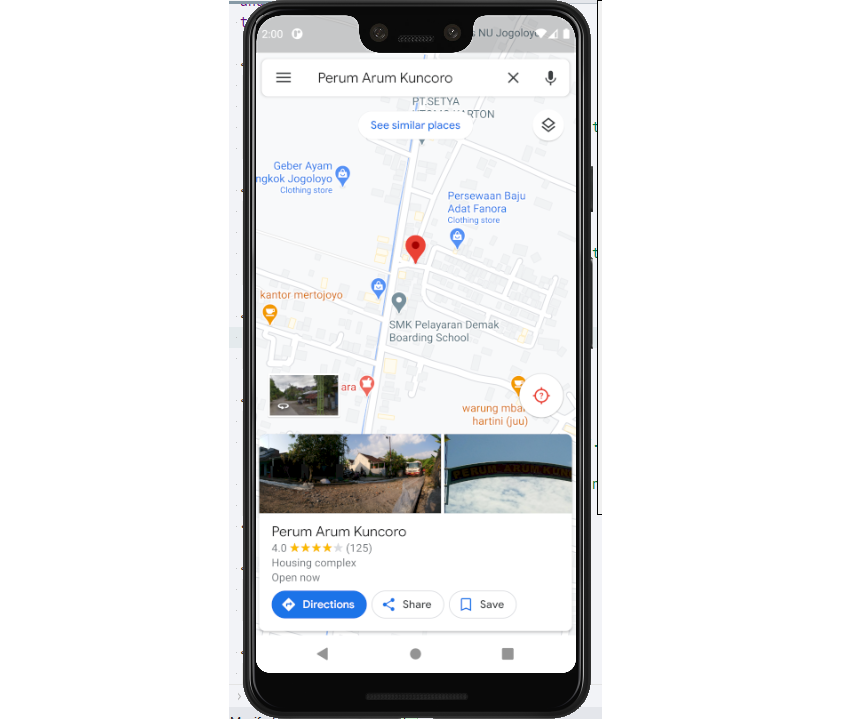 2:00
NU Jogoloyo
Perum Arum Kuncoro
PT.SETYA
KARTON
See similar places
Geber Ayam
ngkok Jogoloyo
Clothing store
Persewaan Baju
Adat Fanora
Clothing store
kantor mertojoyo
SMK Pelayaran Demak
Boarding School
ara
warung mba
hartini (juu)
PERUM ARUM KUN
Perum Arum Kuncoro
4.0 ★★★★★ (125)
Housing complex
Open now
Directions
Share
Save